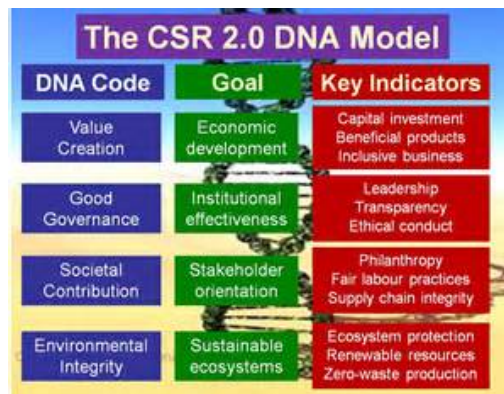 The CSR 2.0 DNA Model
DNA Code
Goal
Key Indicators
Value
Creation
Economic
development
Capital investment
Beneficial products
Inclusive business
Good
Governance
Institutional
effectiveness
Leadership
Transparency
Ethical conduct
Societal
Contribution
Stakeholder
orientation
Philanthropy
Fair labour practices
Supply chain integrity
Environmental
Integrity
Sustainable
ecosystems
Ecosystem protection
Renewable resources
Zero-waste production